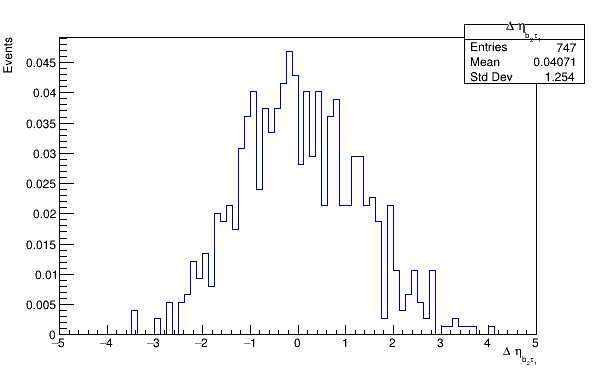 Δ η b₂τ₁
Entries 747
Mean 0.04071
Std Dev 1.254
Events
0.045
0.04
0.035
0.03
0.025
0.02
0.015
0.01
0.005
0
−5 −4 −3 −2 −1 0 1 2 3 4 5
Δ η b₂τ₁